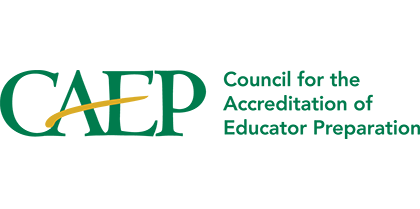 CAEP
Council for the
Accreditation of
Educator Preparation